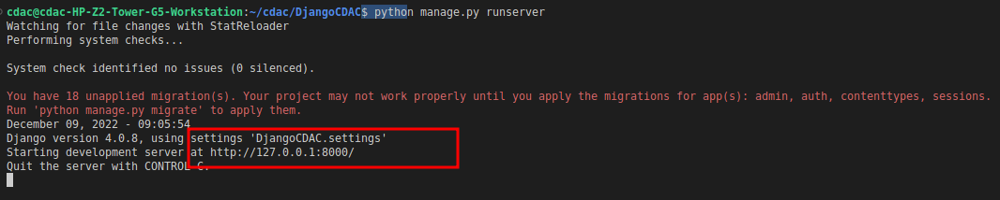 cdac@cdac-HP-Z2-Tower-G5-Workstation:~/cdac/DjangoCDAC$ python manage.py runserver
Watching for file changes with StatReloader
Performing system checks...
System check identified no issues (0 silenced).
You have 18 unapplied migration(s). Your project may not work properly until you apply the migrations for app(s): admin, auth, contenttypes, sessions.
Run 'python manage.py migrate' to apply them.
December 09, 2022 - 09:05:54
Django version 4.0.8, using settings 'DjangoCDAC.settings'
Starting development server at http://127.0.0.1:8000/
Quit the server with CONTROL-C.